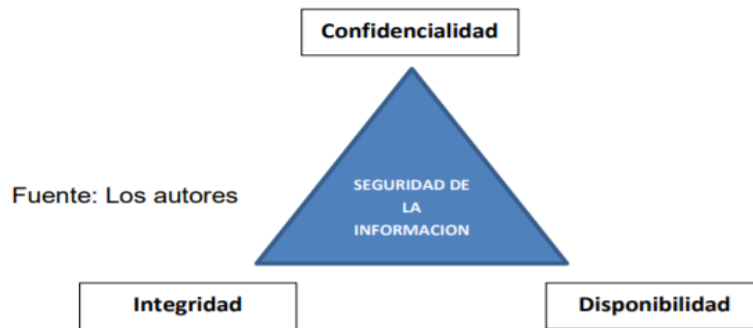 Confidencialidad
SEGURIDAD DE
LA
INFORMACION
Fuente: Los autores
Integridad
Disponibilidad